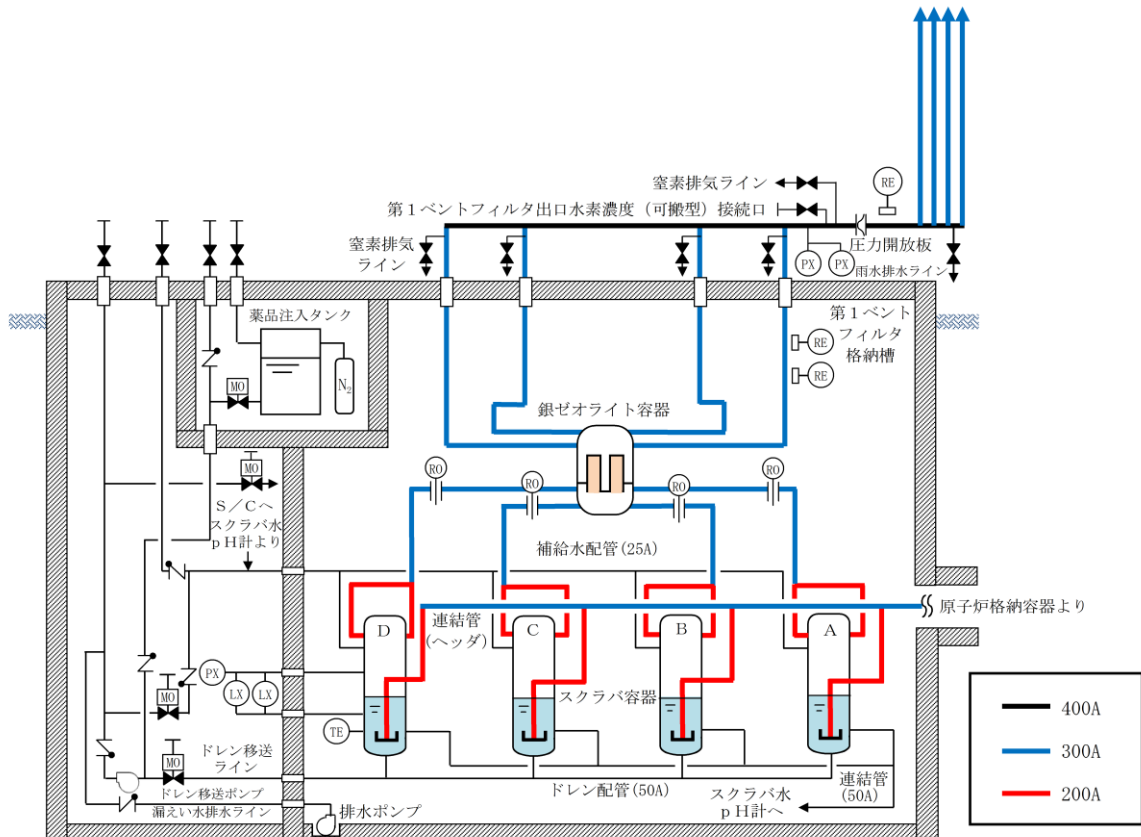 窒素排気ライン
RE
第１ベントフィルタ出口水素濃度（可搬型）接続口
窒素排気
ライン
圧力開放板
PX
PX
雨水排水ライン
薬品注入タンク
第１ベント
フィルタ
格納槽
RE
RE
MO
N₂
銀ゼオライト容器
MO
RO
RO
RO
RO
S／Cへ
スクラバ水
ｐH計より
補給水配管(25A)
原子炉格納容器より
連結管
(ヘッダ)
D
C
B
A
PX
LX
LX
MO
スクラバ容器
TE
400A
300A
200A
ドレン移送
ライン
MO
ドレン移送ポンプ
漏えい水排水ライン
排水ポンプ
ドレン配管(50A)
スクラバ水
ｐH計へ
連結管
(50A)